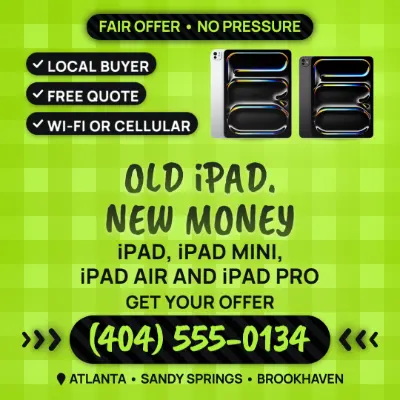 FAIR OFFER • NO PRESSURE
✓ LOCAL BUYER
✓ FREE QUOTE
✓ WI-FI OR CELLULAR
OLD iPAD.
NEW MONEY
iPAD, iPAD MINI,
iPAD AIR AND iPAD PRO
GET YOUR OFFER
(404) 555-0134
ATLANTA • SANDY SPRINGS • BROOKHAVEN